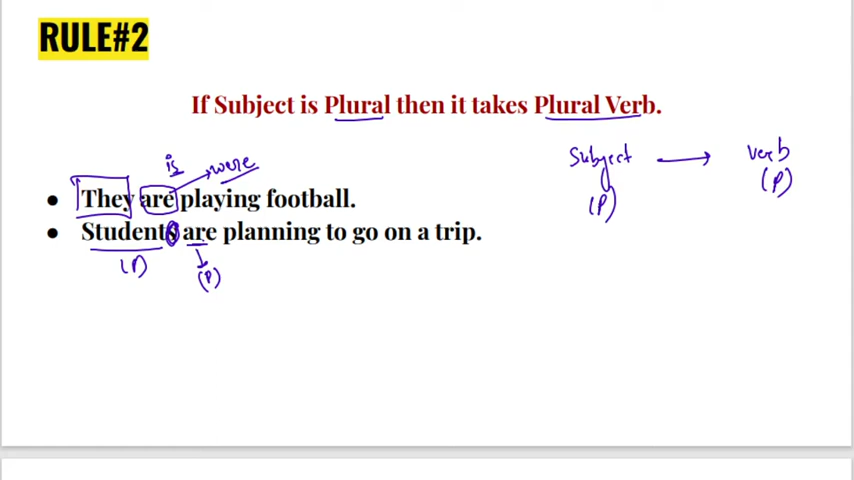 RULE#2
If Subject is Plural then it takes Plural Verb.
Subject → verb
(P) (P)
is were
● They are playing football.
● Students are planning to go on a trip.
(P) (P)